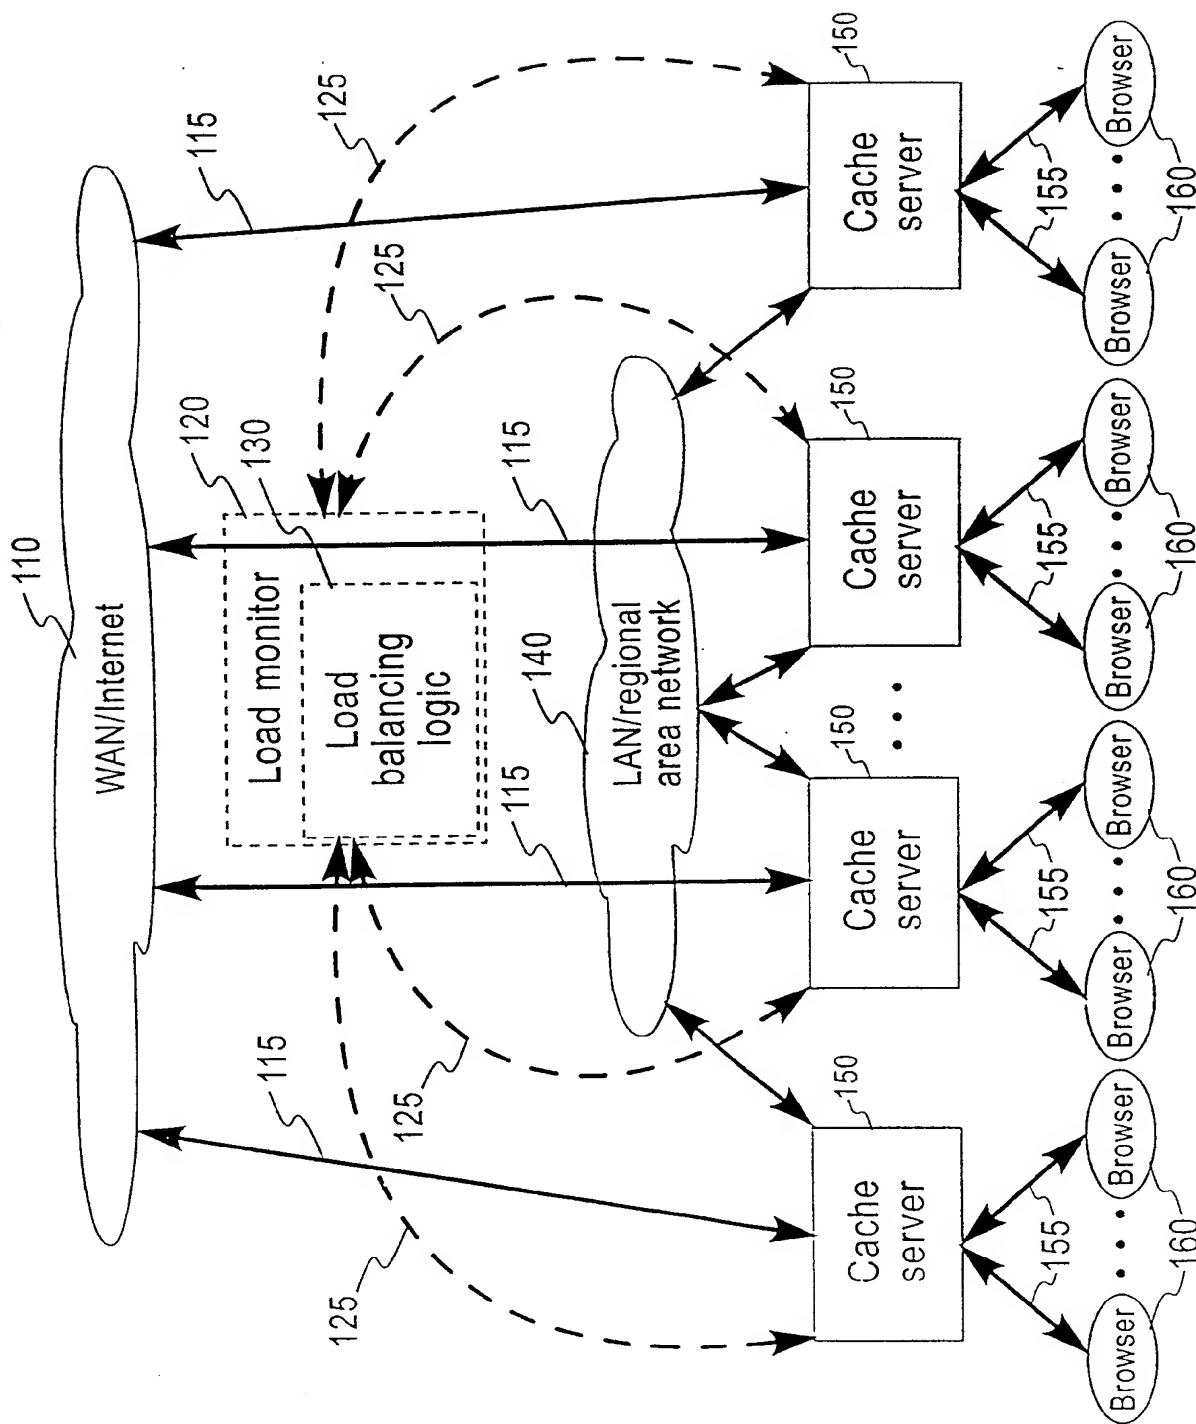 110
WAN/Internet
115
125
115
125
120
Load monitor
130
Load
balancing
logic
125
125
115
115
140
LAN/regional
area network
150
Cache
server
150
Cache
server
...
150
Cache
server
150
Cache
server
155
155
155
155
Browser
...
Browser
Browser
...
Browser
Browser
...
Browser
Browser
...
Browser
160
160
160
160